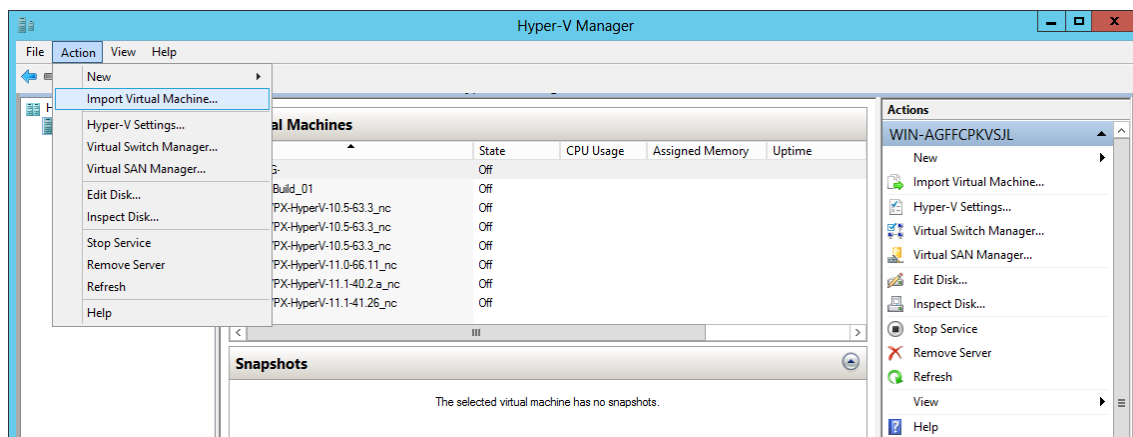 Hyper-V Manager
File Action View Help
New
Import Virtual Machine...
Hyper-V Settings...
Virtual Switch Manager...
Virtual SAN Manager...
Edit Disk...
Inspect Disk...
Stop Service
Remove Server
Refresh
Help
H
al Machines
State CPU Usage Assigned Memory Uptime
G- Off
Build_01 Off
PX-HyperV-10.5-63.3_nc Off
PX-HyperV-10.5-63.3_nc Off
PX-HyperV-10.5-63.3_nc Off
PX-HyperV-11.0-66.11_nc Off
PX-HyperV-11.1-40.2.a_nc Off
PX-HyperV-11.1-41.26_nc Off
Snapshots
The selected virtual machine has no snapshots.
Actions
WIN-AGFFCPKVSJL
New
Import Virtual Machine...
Hyper-V Settings...
Virtual Switch Manager...
Virtual SAN Manager...
Edit Disk...
Inspect Disk...
Stop Service
Remove Server
Refresh
View
Help